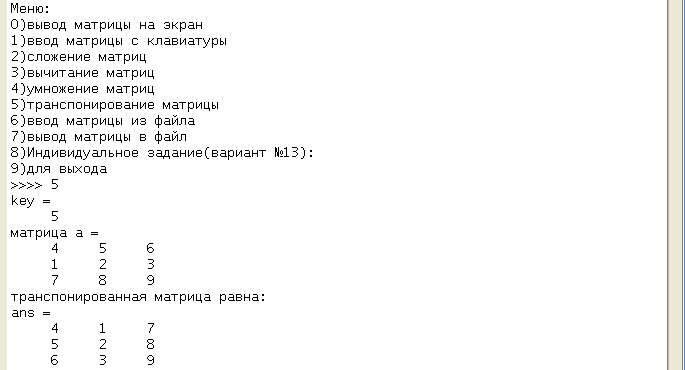 Меню:
0)вывод матрицы на экран
1)ввод матрицы с клавиатуры
2)сложение матриц
3)вычитание матриц
4)умножение матриц
5)транспонирование матрицы
6)ввод матрицы из файла
7)вывод матрицы в файл
8)Индивидуальное задание(вариант №13):
9)для выхода
>>>> 5
key =
5
матрица a =
4 5 6
1 2 3
7 8 9
транспонированная матрица равна:
ans =
4 1 7
5 2 8
6 3 9